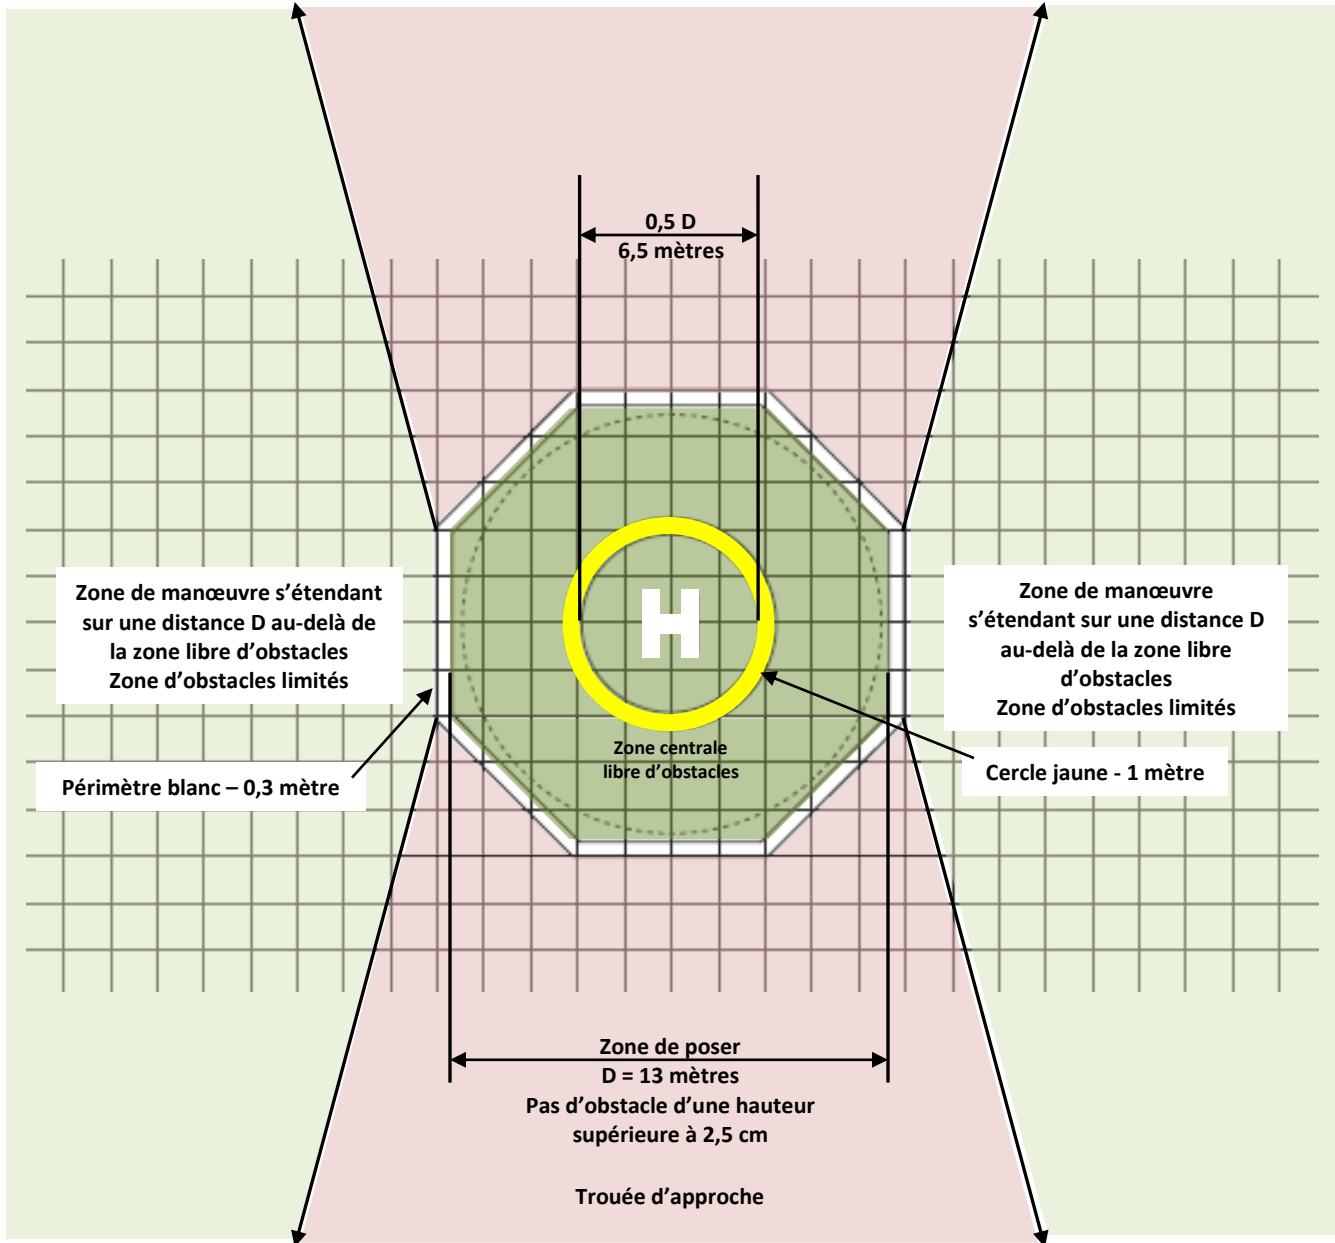 0,5 D
6,5 mètres
Zone de manœuvre s'étendant
sur une distance D au-delà de
la zone libre d'obstacles
Zone d'obstacles limités
H
Zone de manœuvre
s'étendant sur une distance D
au-delà de la zone libre
d'obstacles
Zone d'obstacles limités
Zone centrale
libre d'obstacles
Périmètre blanc – 0,3 mètre
Cercle jaune - 1 mètre
Zone de poser
D = 13 mètres
Pas d'obstacle d'une hauteur
supérieure à 2,5 cm
Trouée d'approche